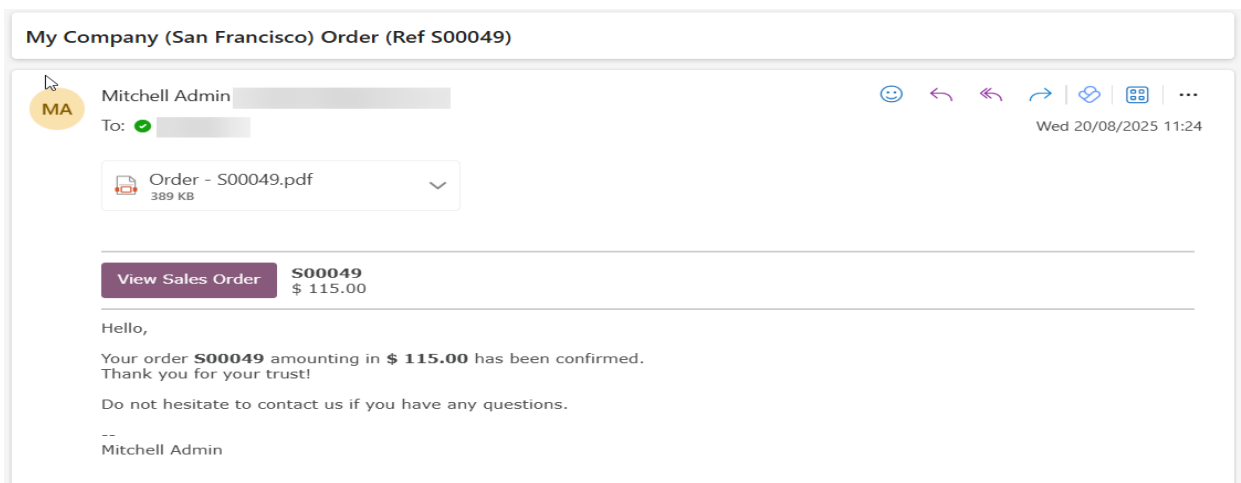 My Company (San Francisco) Order (Ref S00049)
MA
Mitchell Admin
To:
Wed 20/08/2025 11:24
Order - S00049.pdf
389 KB
View Sales Order
S00049
$ 115.00
Hello,
Your order S00049 amounting in $ 115.00 has been confirmed.
Thank you for your trust!
Do not hesitate to contact us if you have any questions.
--
Mitchell Admin